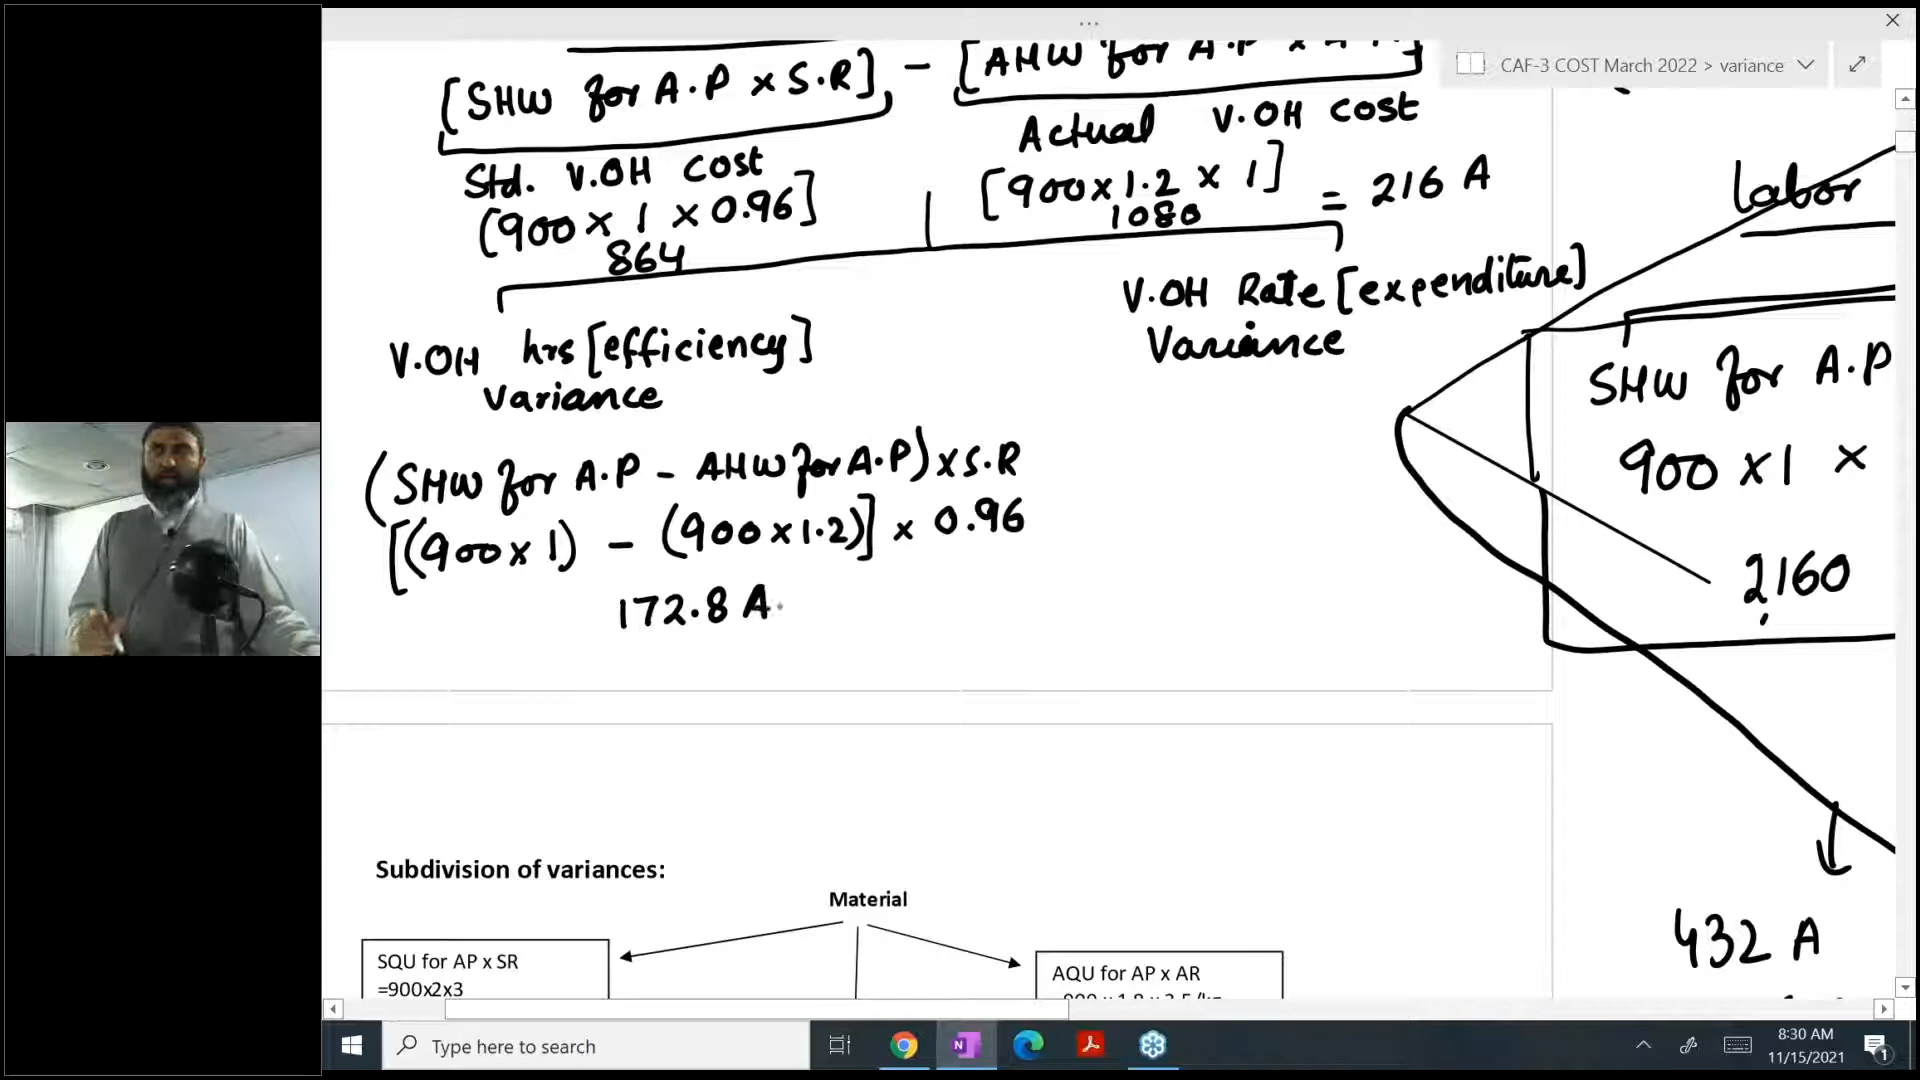 CAF-3 COST March 2022 > variance
[SHW for A.P x S.R] - [AHW for A.P x A.R]
Std. V.OH Cost
Actual V.OH Cost
[900 x 1 x 0.96]
864
[900 x 1.2 x 1]
1080
= 216 A
V.OH hrs [efficiency]
Variance
V.OH Rate [expenditure]
Variance
(SHW for A.P - AHW for A.P) x S.R
[(900 x 1) - (900 x 1.2)] x 0.96
172.8 A
labor
SHW for A.P
900 x 1 x
2160
432 A
Subdivision of variances:
Material
SQU for AP x SR
=900x2x3
AQU for AP x AR
Type here to search
8:30 AM
11/15/2021
1